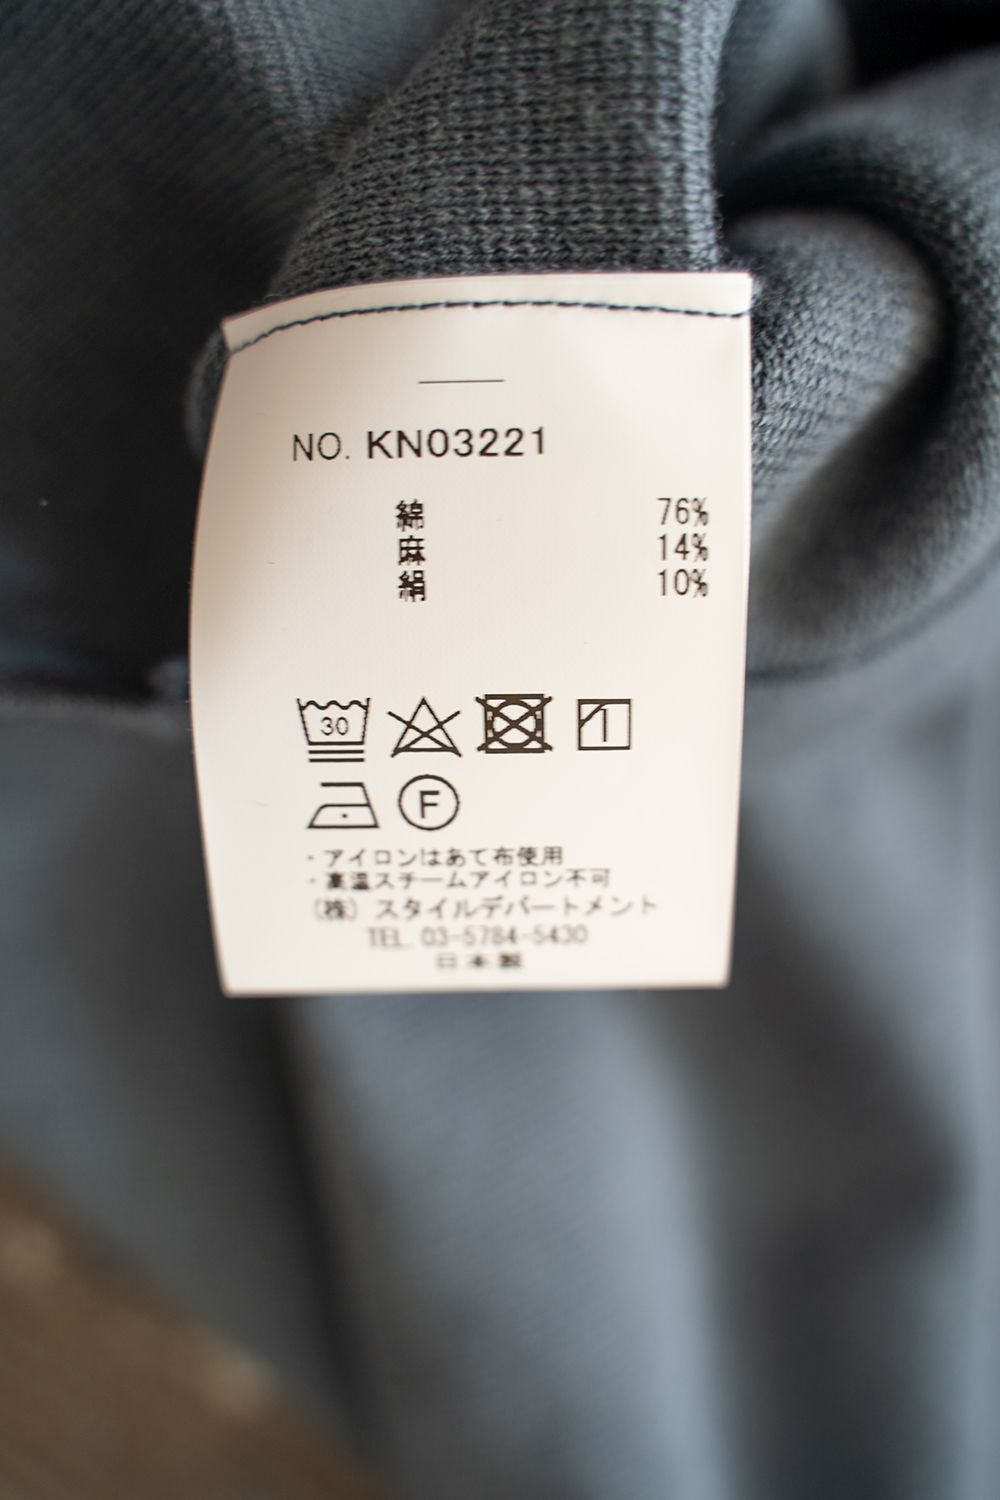 NO. KN03221
綿 76%
麻 14%
絹 10%
30
F
・アイロンはあて布使用
・高温スチームアイロン不可
(株) スタイルデパートメント
TEL. 03-5784-5430
日本製